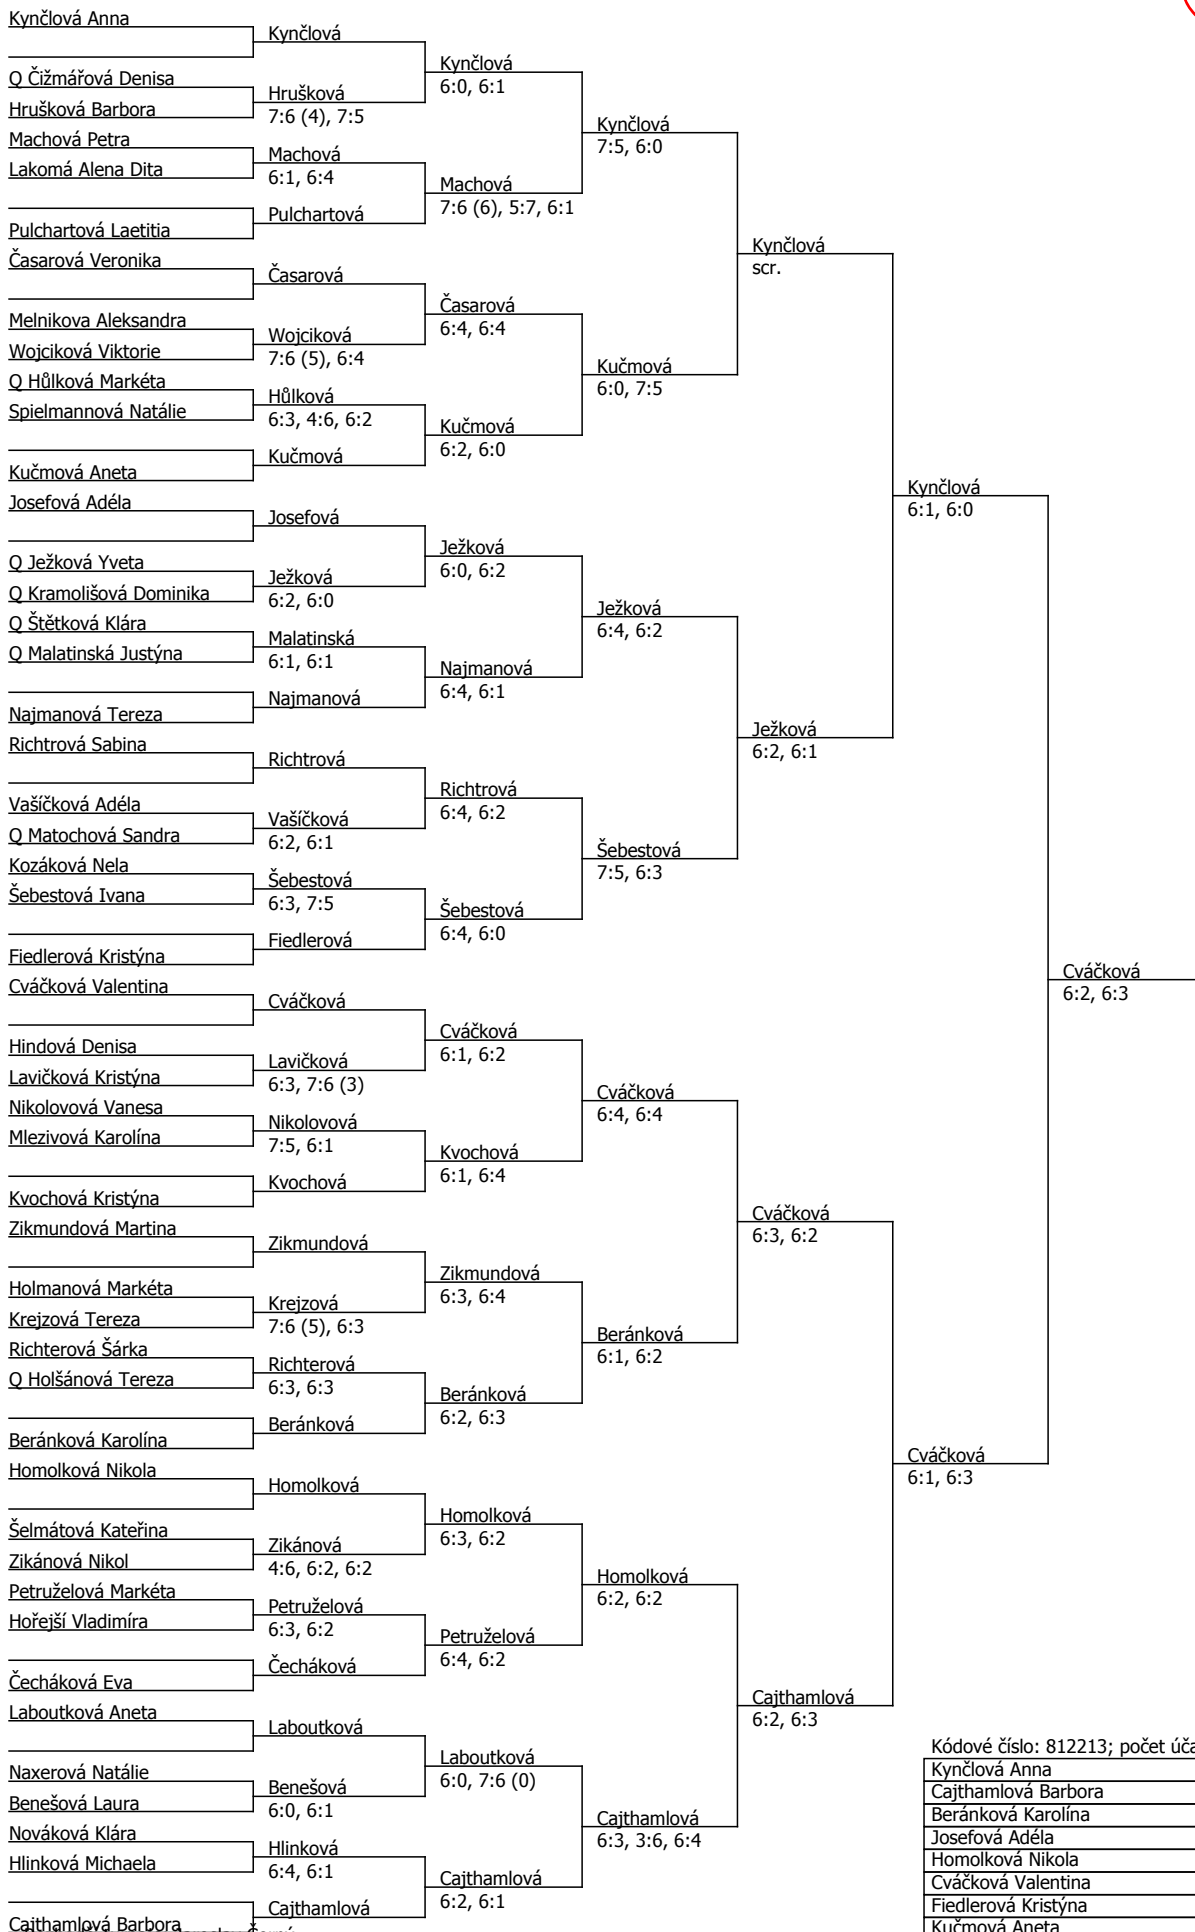 Kynčlová Anna
Q Čižmářová Denisa
Hrušková Barbora
Machová Petra
Lakomá Alena Dita
Pulchartová Laetitia
Časarová Veronika
Melnikova Aleksandra
Wojciková Viktorie
Q Hůlková Markéta
Spielmannová Natálie
Kučmová Aneta
Josefová Adéla
Q Ježková Yveta
Q Kramolišová Dominika
Q Štětková Klára
Q Malatinská Justýna
Najmanová Tereza
Richtrová Sabina
Vašíčková Adéla
Q Matochová Sandra
Kozáková Nela
Šebestová Ivana
Fiedlerová Kristýna
Cváčková Valentina
Hindová Denisa
Lavičková Kristýna
Nikolovová Vanesa
Mlezivová Karolína
Kvochová Kristýna
Zikmundová Martina
Holmanová Markéta
Krejzová Tereza
Richterová Šárka
Q Holšánová Tereza
Beránková Karolína
Homolková Nikola
Šelmátová Kateřina
Zikánová Nikol
Petruželová Markéta
Hořejší Vladimíra
Čecháková Eva
Laboutková Aneta
Naxerová Natálie
Benešová Laura
Nováková Klára
Hlinková Michaela
Cajthamlová Barbora
Kynčlová
Hrušková
7:6 (4), 7:5
Machová
6:1, 6:4
Pulchartová
Časarová
Wojciková
7:6 (5), 6:4
Hůlková
6:3, 4:6, 6:2
Kučmová
Josefová
Ježková
6:2, 6:0
Malatinská
6:1, 6:1
Najmanová
Richtrová
Vašíčková
6:2, 6:1
Šebestová
6:3, 7:5
Fiedlerová
Cváčková
Lavičková
6:3, 7:6 (3)
Nikolovová
7:5, 6:1
Kvochová
Zikmundová
Krejzová
7:6 (5), 6:3
Richterová
6:3, 6:3
Beránková
Homolková
Zikánová
4:6, 6:2, 6:2
Petruželová
6:3, 6:2
Čecháková
Laboutková
Benešová
6:0, 6:1
Hlinková
6:4, 6:1
Cajthamlová
Kynčlová
6:0, 6:1
Machová
7:6 (6), 5:7, 6:1
Časarová
6:4, 6:4
Kučmová
6:2, 6:0
Ježková
6:0, 6:2
Najmanová
6:4, 6:1
Richtrová
6:4, 6:2
Šebestová
6:4, 6:0
Cváčková
6:1, 6:2
Kvochová
6:1, 6:4
Zikmundová
6:3, 6:4
Beránková
6:2, 6:3
Homolková
6:3, 6:2
Petruželová
6:4, 6:2
Laboutková
6:0, 7:6 (0)
Cajthamlová
6:2, 6:1
Kynčlová
7:5, 6:0
Kučmová
6:0, 7:5
Ježková
6:4, 6:2
Šebestová
7:5, 6:3
Cváčková
6:4, 6:4
Beránková
6:1, 6:2
Homolková
6:2, 6:2
Cajthamlová
6:3, 3:6, 6:4
Kynčlová
scr.
Ježková
6:2, 6:1
Cváčková
6:3, 6:2
Cajthamlová
6:2, 6:3
Kynčlová
6:1, 6:0
Cváčková
6:1, 6:3
Cváčková
6:2, 6:3
Kódové číslo: 812213; počet úča
Kynčlová Anna
Cajthamlová Barbora
Beránková Karolína
Josefová Adéla
Homolková Nikola
Cváčková Valentina
Fiedlerová Kristýna
Kučmová Aneta